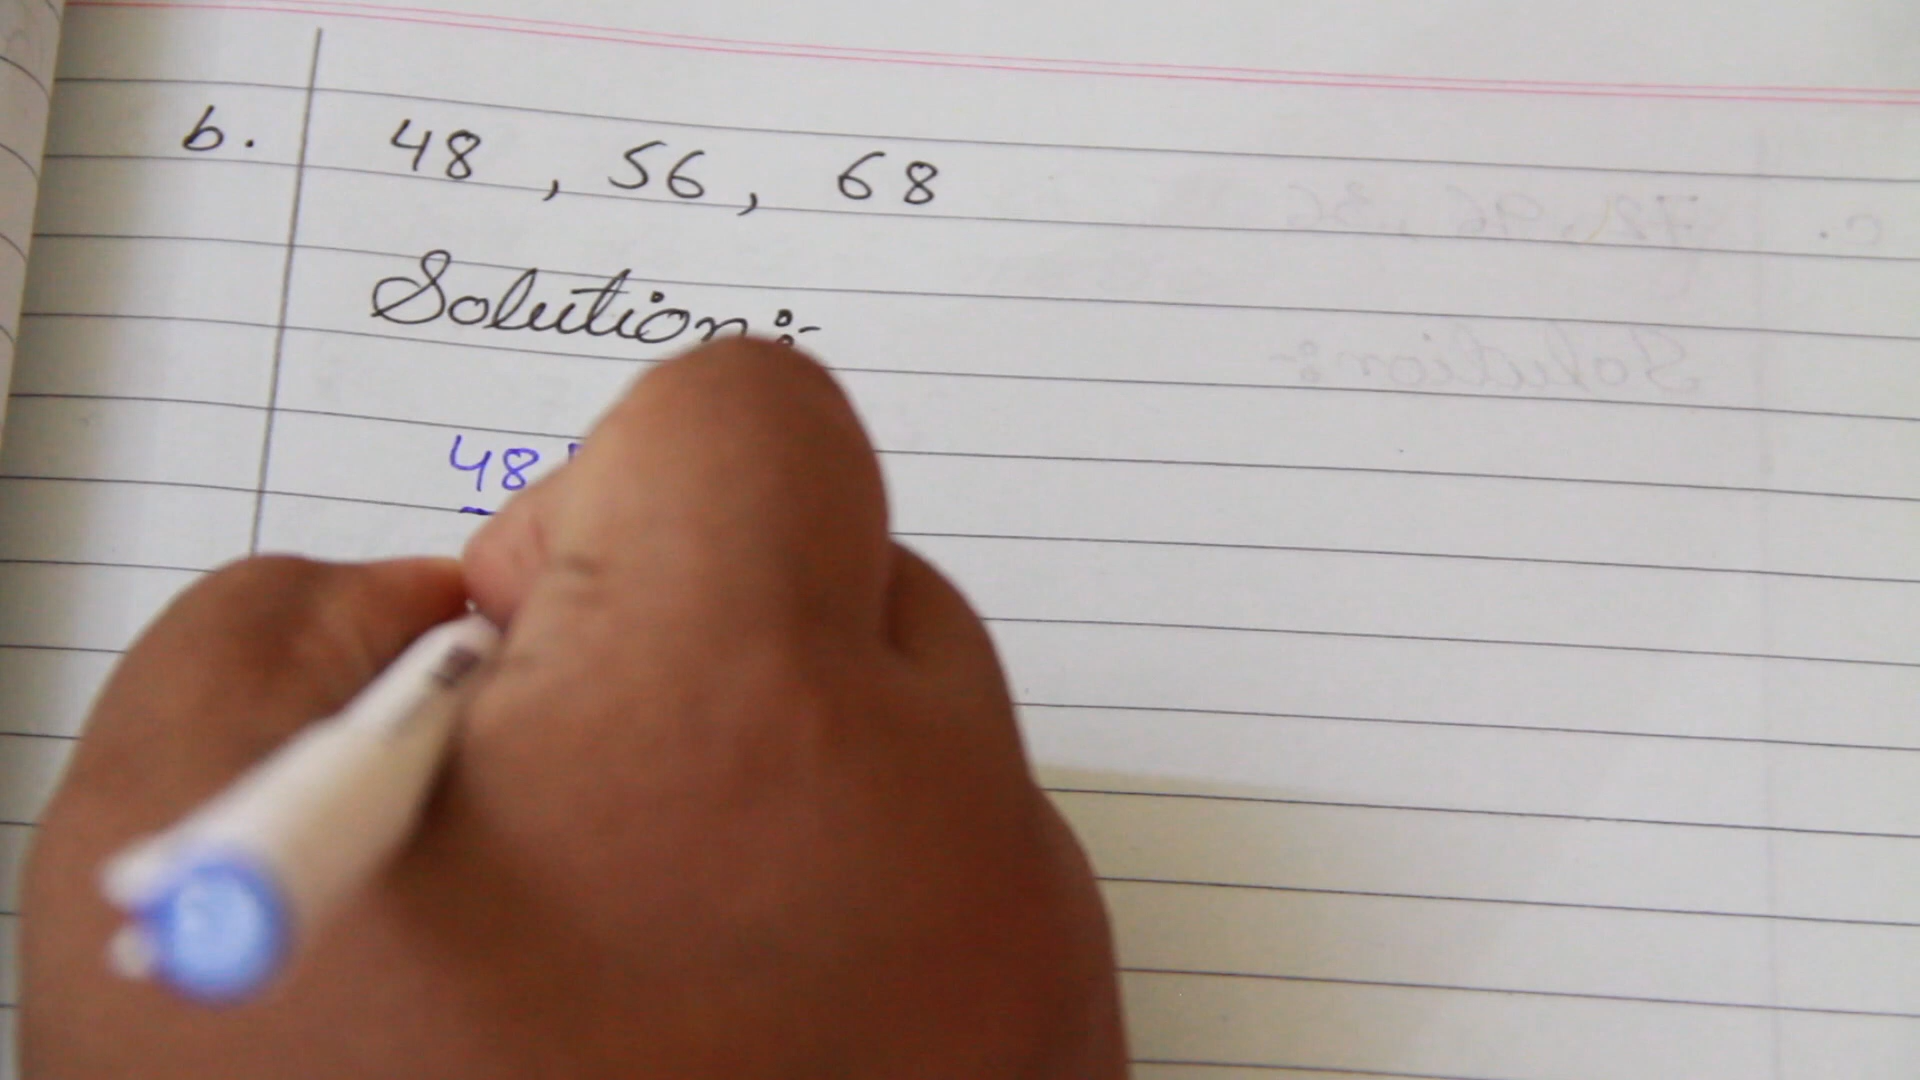 b. 48 , 56 , 68
Solution:-
48